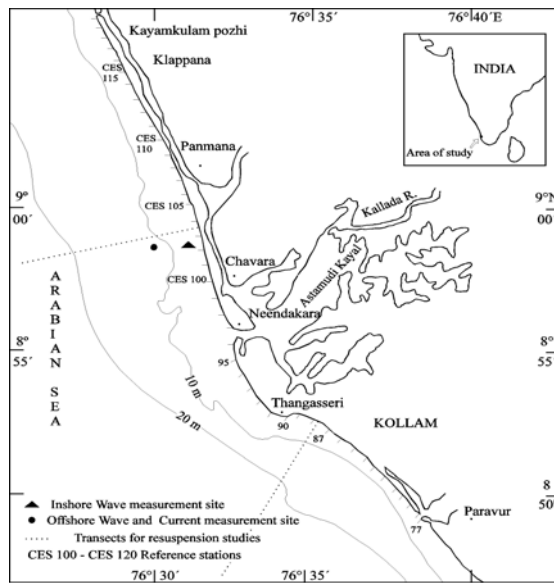 76° 35´
76° 40´
Kayamkulam pozhi
Klappana
CES
115
INDIA
Area of study
CES
110
Panmana
9°
00´
CES 105
Kallada R.
9°N
00´
Chavara
Astamudi Kayal
CES 100
ARABIAN SEA
Neendakara
8°
55´
95
10 m
20 m
Thangasseri
90
87
KOLLAM
8
50´
Inshore Wave measurement site
Offshore Wave and Current measurement site
Transects for resuspension studies
CES 100 - CES 120 Reference stations
77
Paravur
76° 30´
76° 35´
76° 40´